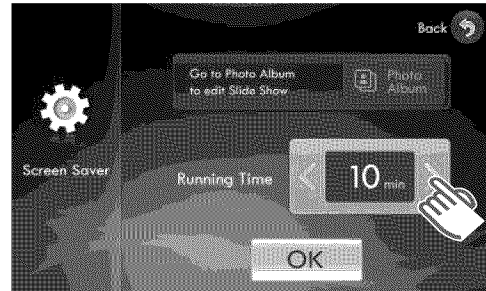 Back
Go to Photo Album
to edit Slide Show
Photo
Album
Screen Saver
Running Time
10 min
OK